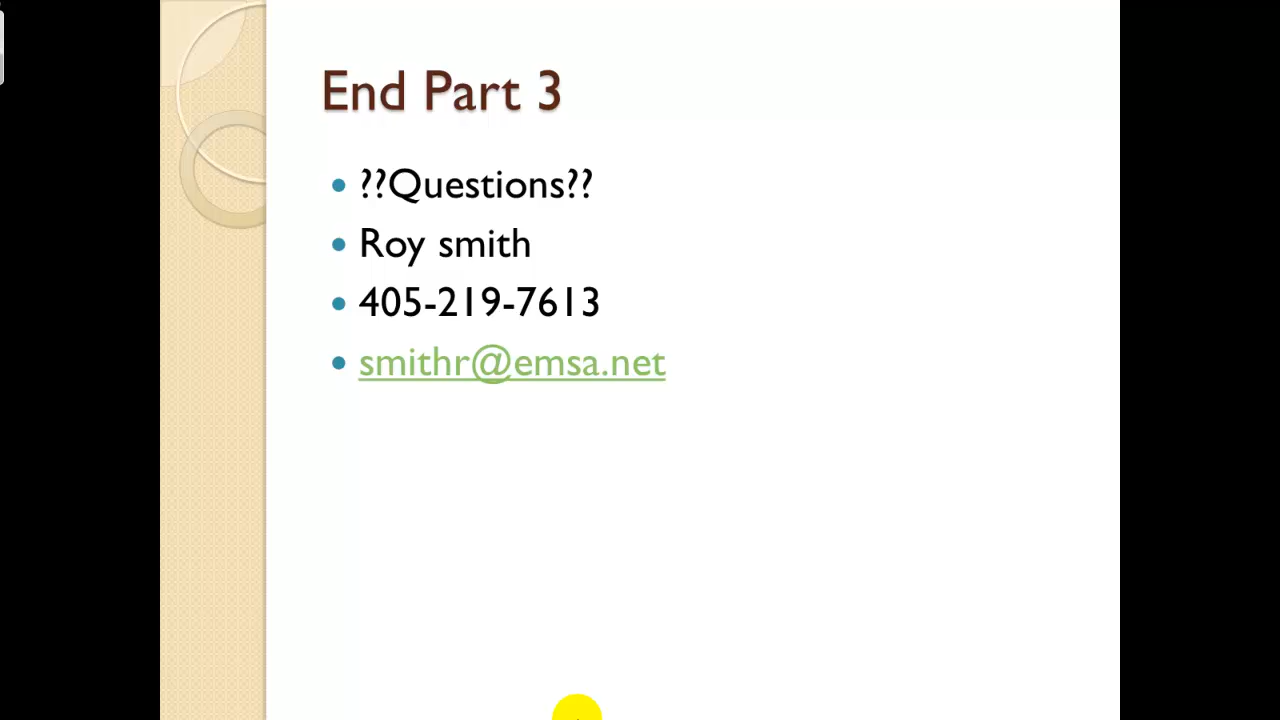 End Part 3
??Questions??
Roy smith
405-219-7613
smithr@emsa.net